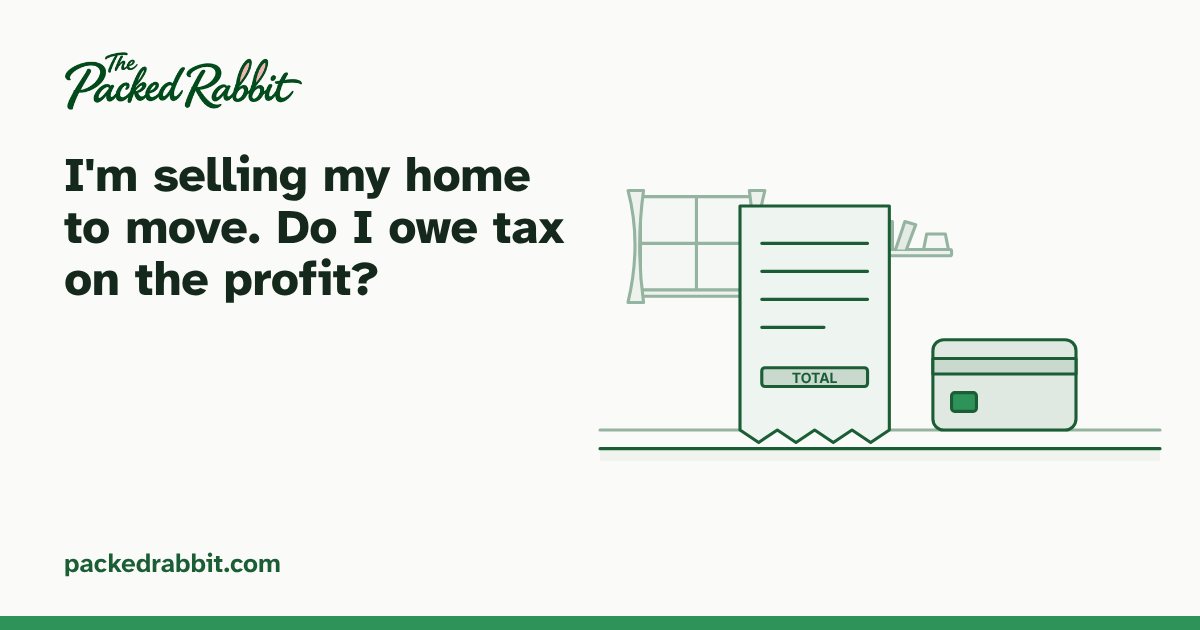 The
Packed Rabbit
I'm selling my home
to move. Do I owe tax
on the profit?
TOTAL
packedrabbit.com